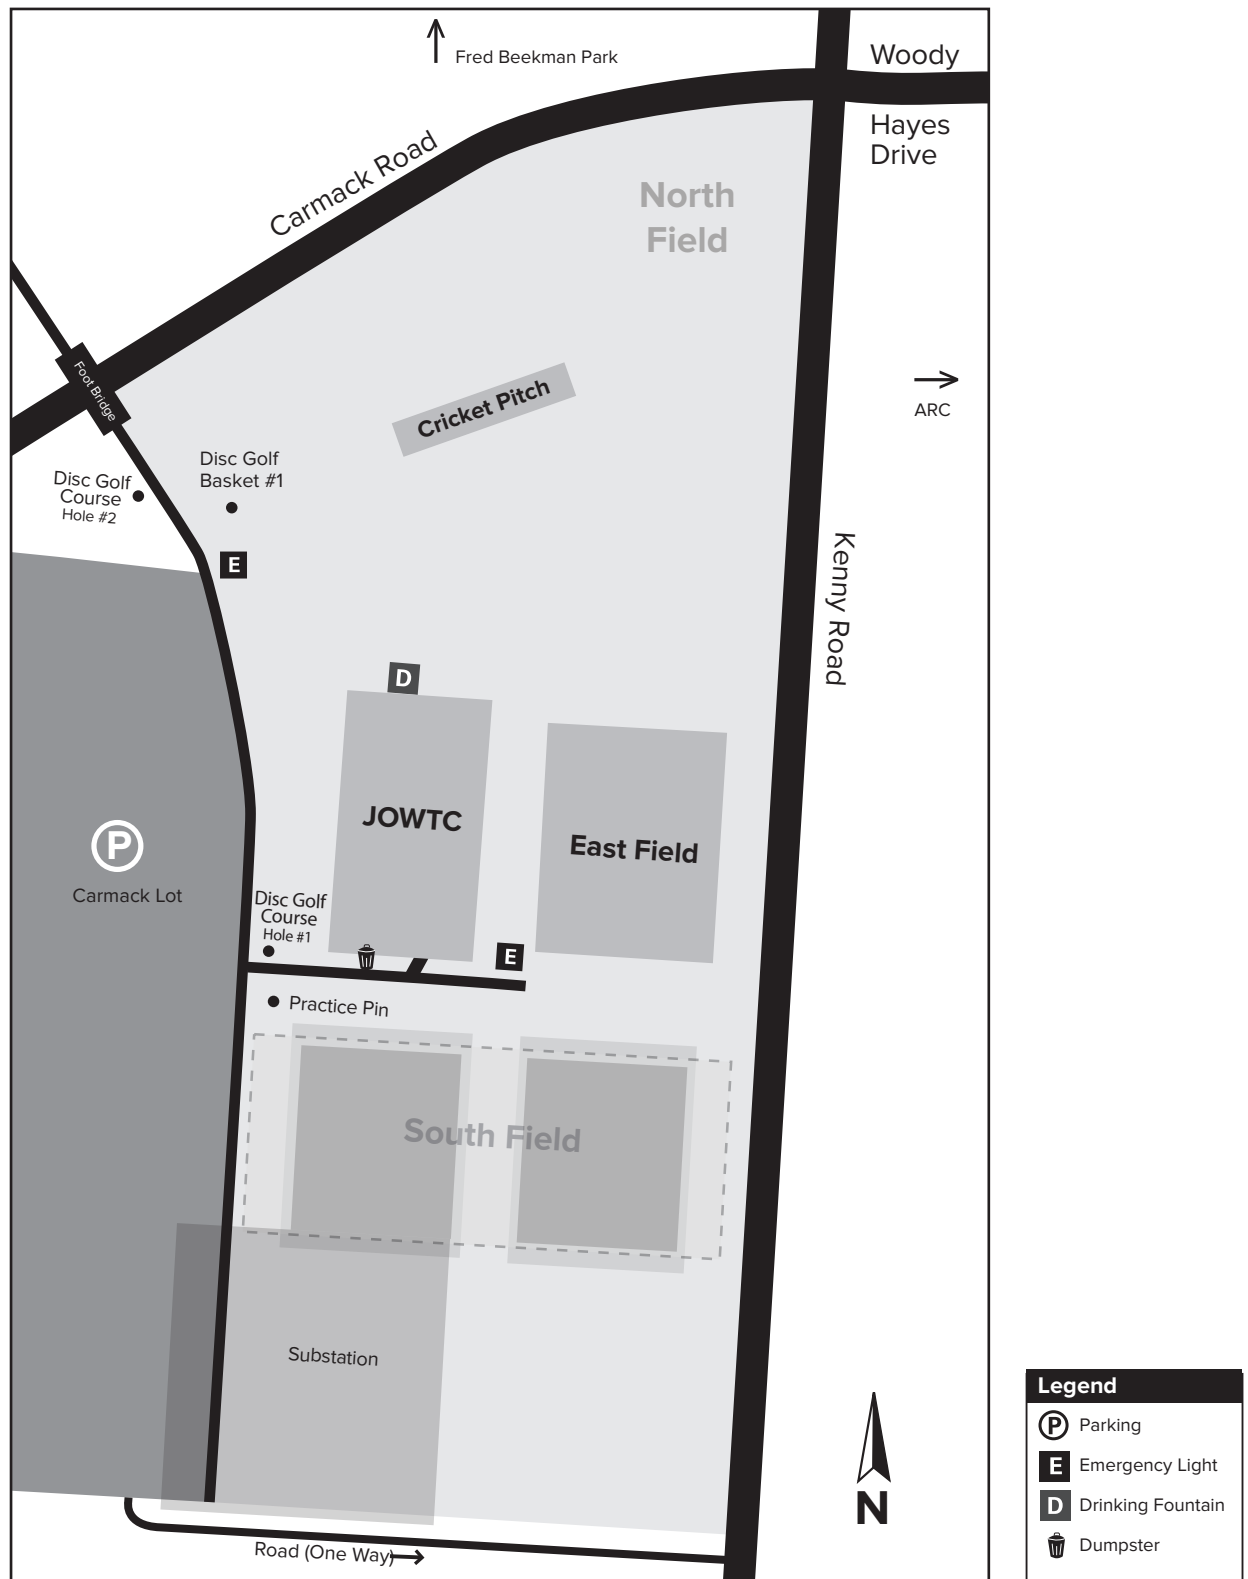 Fred Beekman Park
Woody
Hayes
Drive
Carmack Road
North
Field
Foot Bridge
Cricket Pitch
ARC
Disc Golf
Basket #1
Disc Golf
Course
Hole #2
E
Kenny Road
D
JOWTC
East Field
P
Carmack Lot
Disc Golf
Course
Hole #1
E
Practice Pin
South Field
Substation
N
Road (One Way)
Legend
P Parking
E Emergency Light
D Drinking Fountain
Dumpster